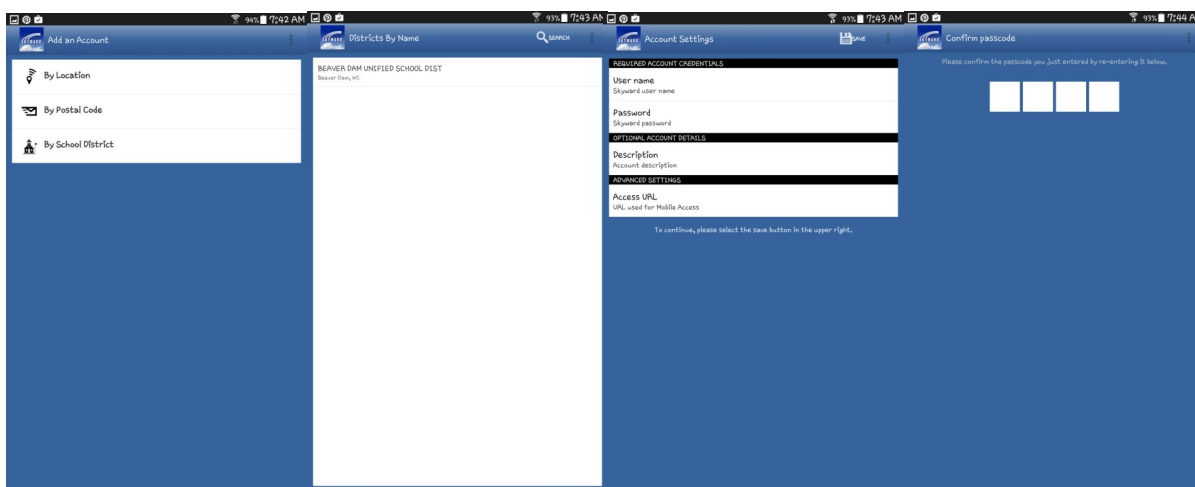 94% 7:42 AM
SKYWARD Add an Account
By Location
By Postal Code
By School District
93% 7:43 AM
SKYWARD Districts By Name SEARCH
BEAVER DAM UNIFIED SCHOOL DIST
Beaver Dam, WI
93% 7:43 AM
SKYWARD Account Settings SAVE
REQUIRED ACCOUNT CREDENTIALS
User name
Skyward user name
Password
Skyward password
OPTIONAL ACCOUNT DETAILS
Description
Account description
ADVANCED SETTINGS
Access URL
URL used for Mobile Access
To continue, please select the save button in the upper right.
93% 7:44 A
SKYWARD Confirm passcode
Please confirm the passcode you just entered by re-entering it below.